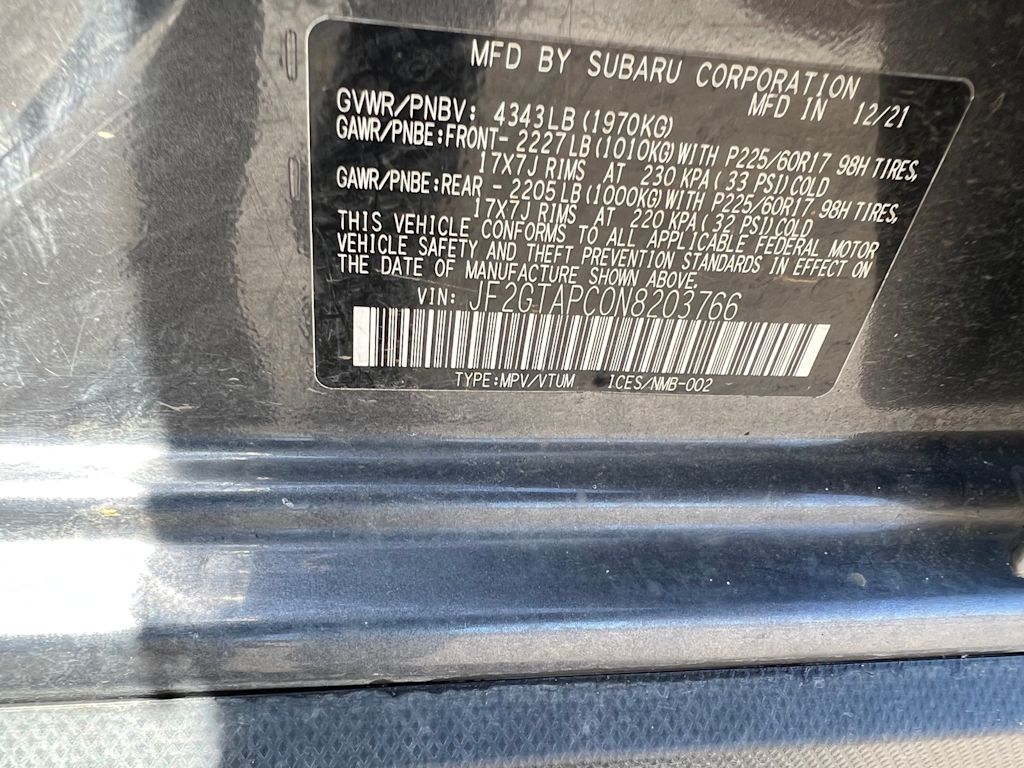 MFD BY SUBARU CORPORATION
MFD IN 12/21
GVWR/PNBV: 4343LB(1970KG)
GAWR/PNBE:FRONT- 2227LB(1010KG)WITH P225/60R17 98H TIRES,
17X7J RIMS AT 230 KPA(33 PSI)COLD
GAWR/PNBE:REAR - 2205LB(1000KG)WITH P225/60R17 98H TIRES,
17X7J RIMS AT 220 KPA(32 PSI)COLD
THIS VEHICLE CONFORMS TO ALL APPLICABLE FEDERAL MOTOR
VEHICLE SAFETY AND THEFT PREVENTION STANDARDS IN EFFECT ON
THE DATE OF MANUFACTURE SHOWN ABOVE.
VIN: JF2GTAPC0N8203766
TYPE:MPV/VTUM ICES/NMB-002